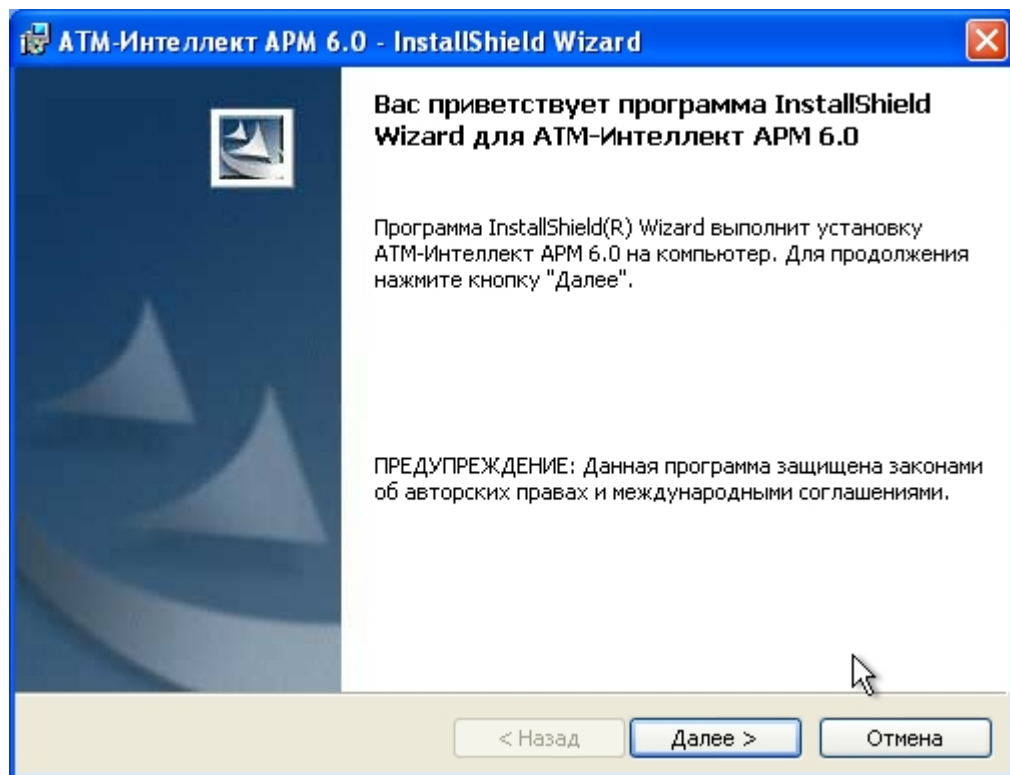 АТМ-Интеллект АРМ 6.0 - InstallShield Wizard
Вас приветствует программа InstallShield
Wizard для АТМ-Интеллект АРМ 6.0
Программа InstallShield(R) Wizard выполнит установку
АТМ-Интеллект АРМ 6.0 на компьютер. Для продолжения
нажмите кнопку "Далее".
ПРЕДУПРЕЖДЕНИЕ: Данная программа защищена законами
об авторских правах и международными соглашениями.
< Назад
Далее >
Отмена